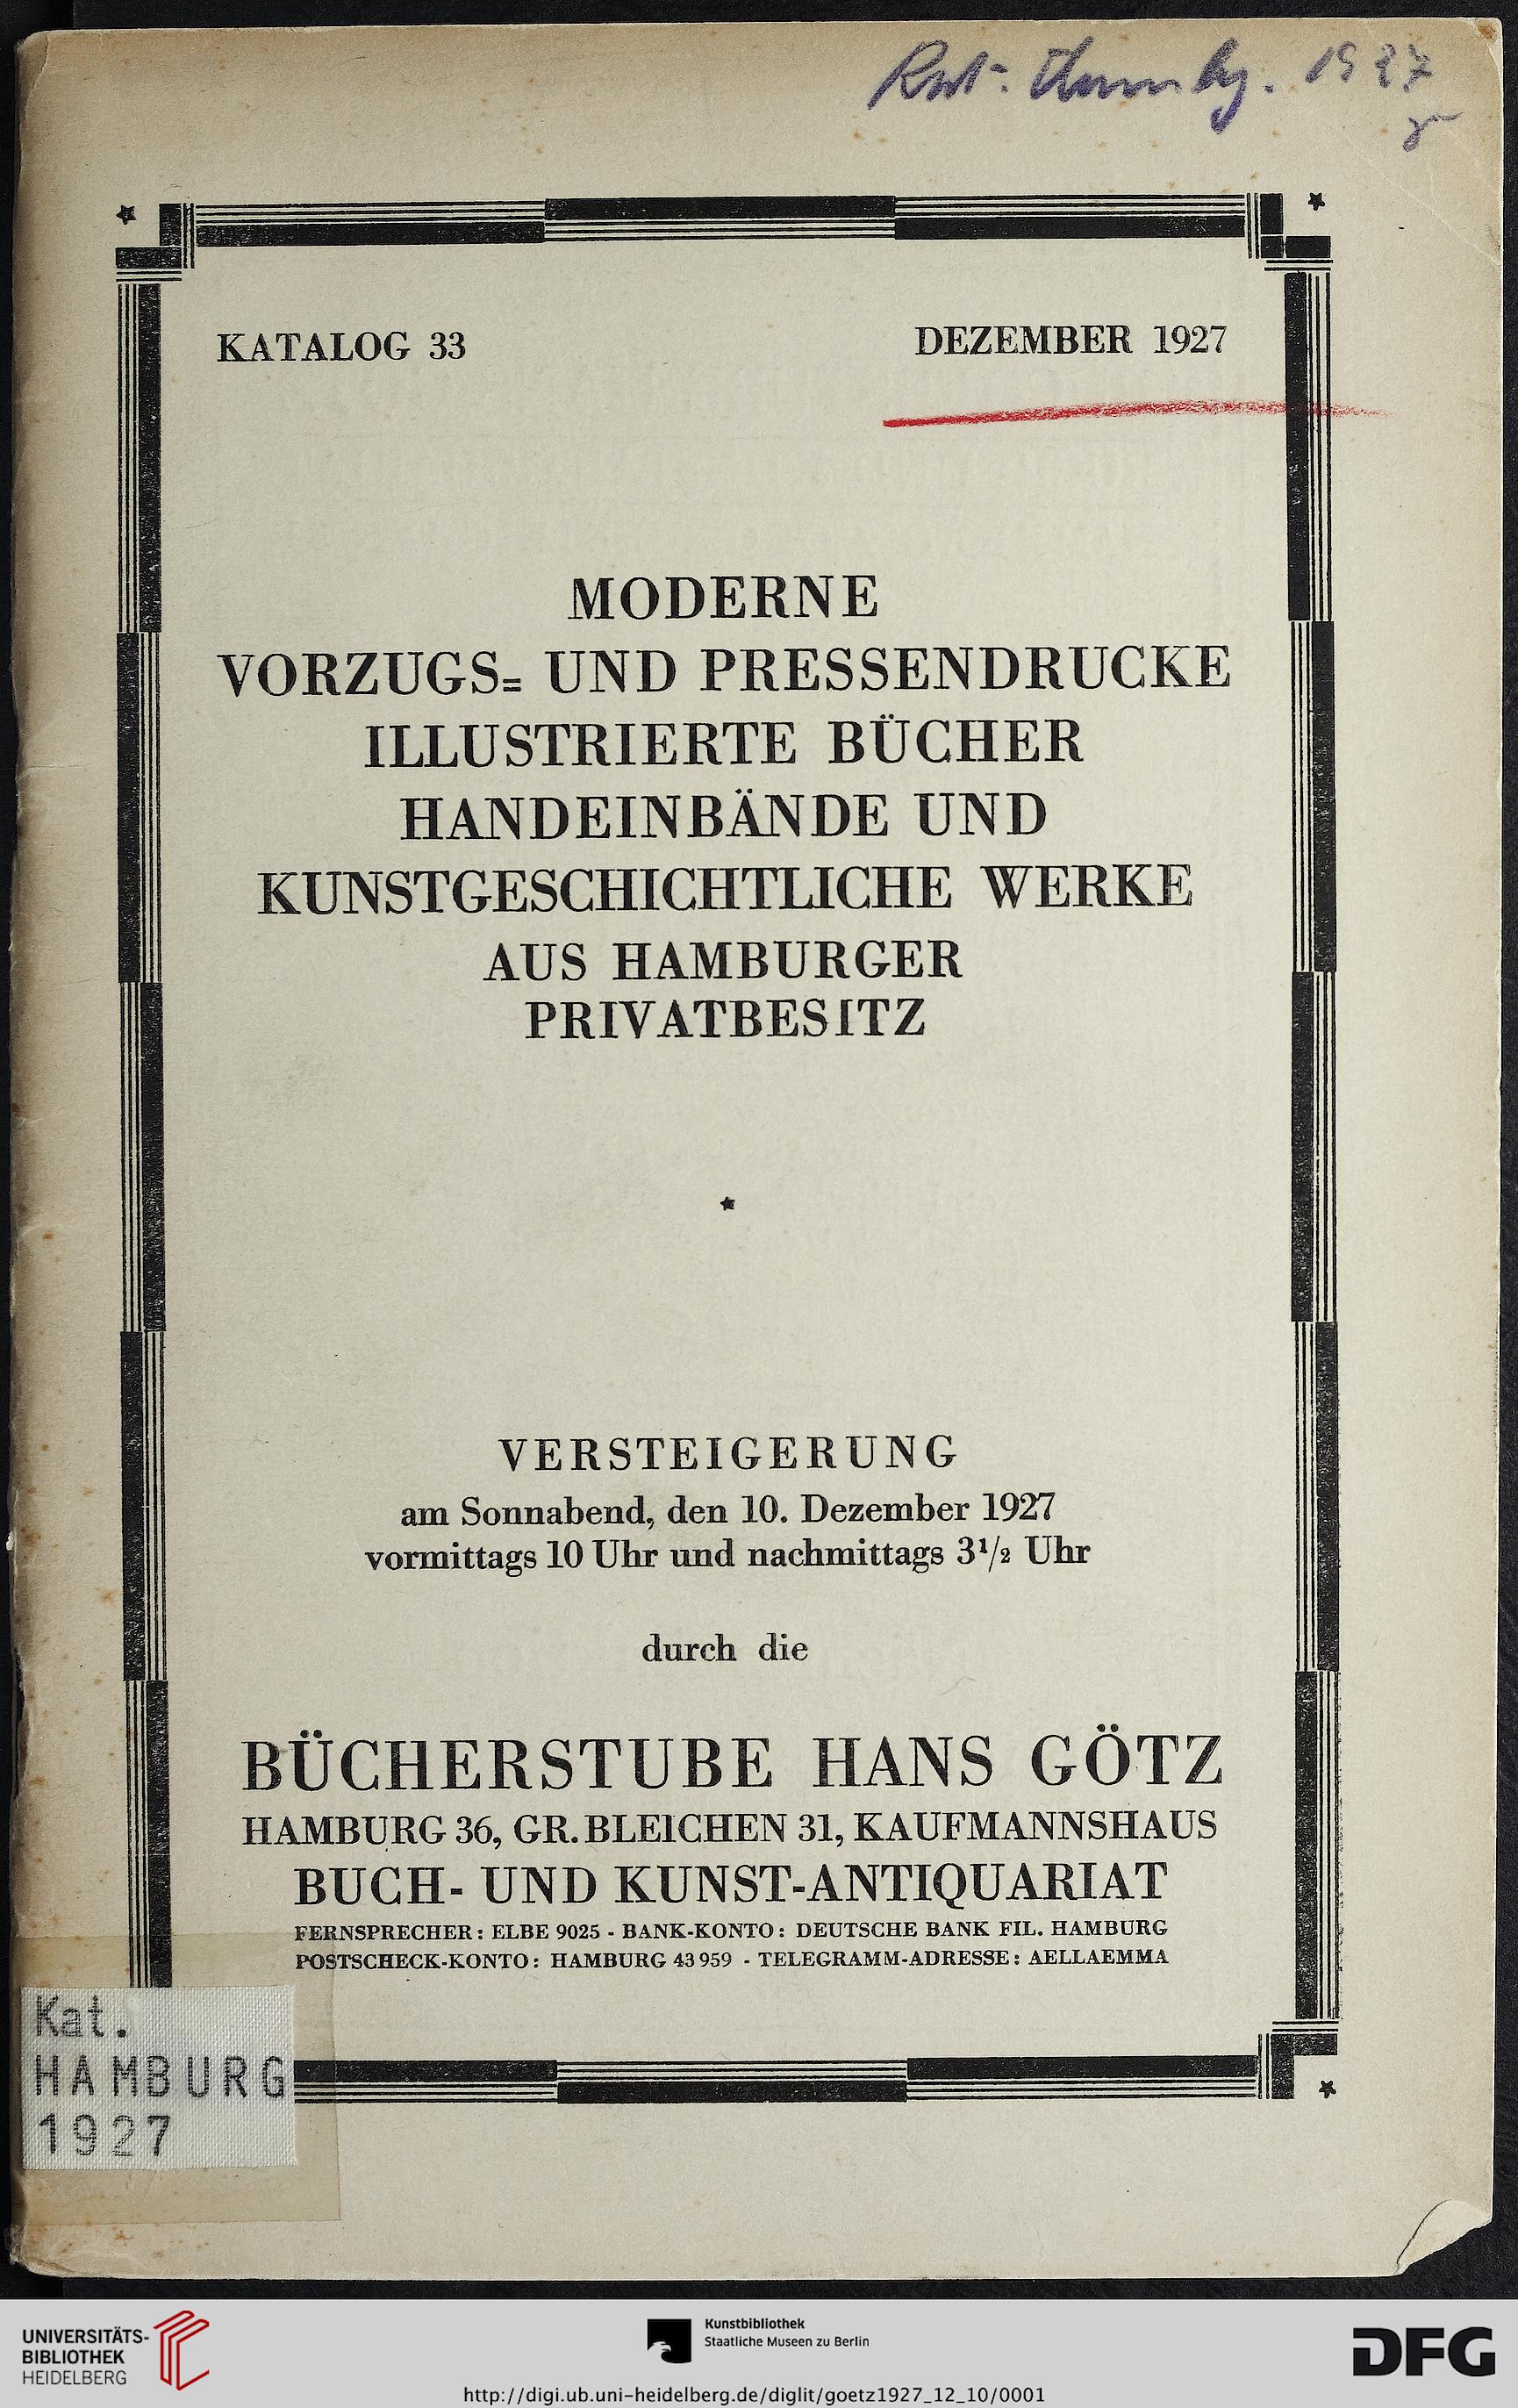 1927
KATALOG 33
DEZEMBER 1927
MODERNE
VORZUGS= UND PRESSENDRUCKE
ILLUSTRIERTE BÜCHER
HANDEINBÄNDE UND
KUNSTGESCHICHTLICHE WERKE
AUS HAMBURGER
PRIVATBESITZ
VERSTEIGERUNG
am Sonnabend, den 10. Dezember 1927
vormittags 10 Uhr und nachmittags 3¹/₂ Uhr
durch die
BÜCHERSTUBE HANS GÖTZ
HAMBURG 36, GR. BLEICHEN 31, KAUFMANNSHAUS
BUCH- UND KUNST-ANTIQUARIAT
FERNSPRECHER: ELBE 9025 - BANK-KONTO: DEUTSCHE BANK FIL. HAMBURG
POSTSCHECK-KONTO: HAMBURG 43 959 - TELEGRAMM-ADRESSE: AELLAEMMA
Kat.
HAMBURG
1927
UNIVERSITÄTS-
BIBLIOTHEK
HEIDELBERG
Kunstbibliothek
Staatliche Museen zu Berlin
DFG
http://digi.ub.uni-heidelberg.de/diglit/goetz1927_12_10/0001